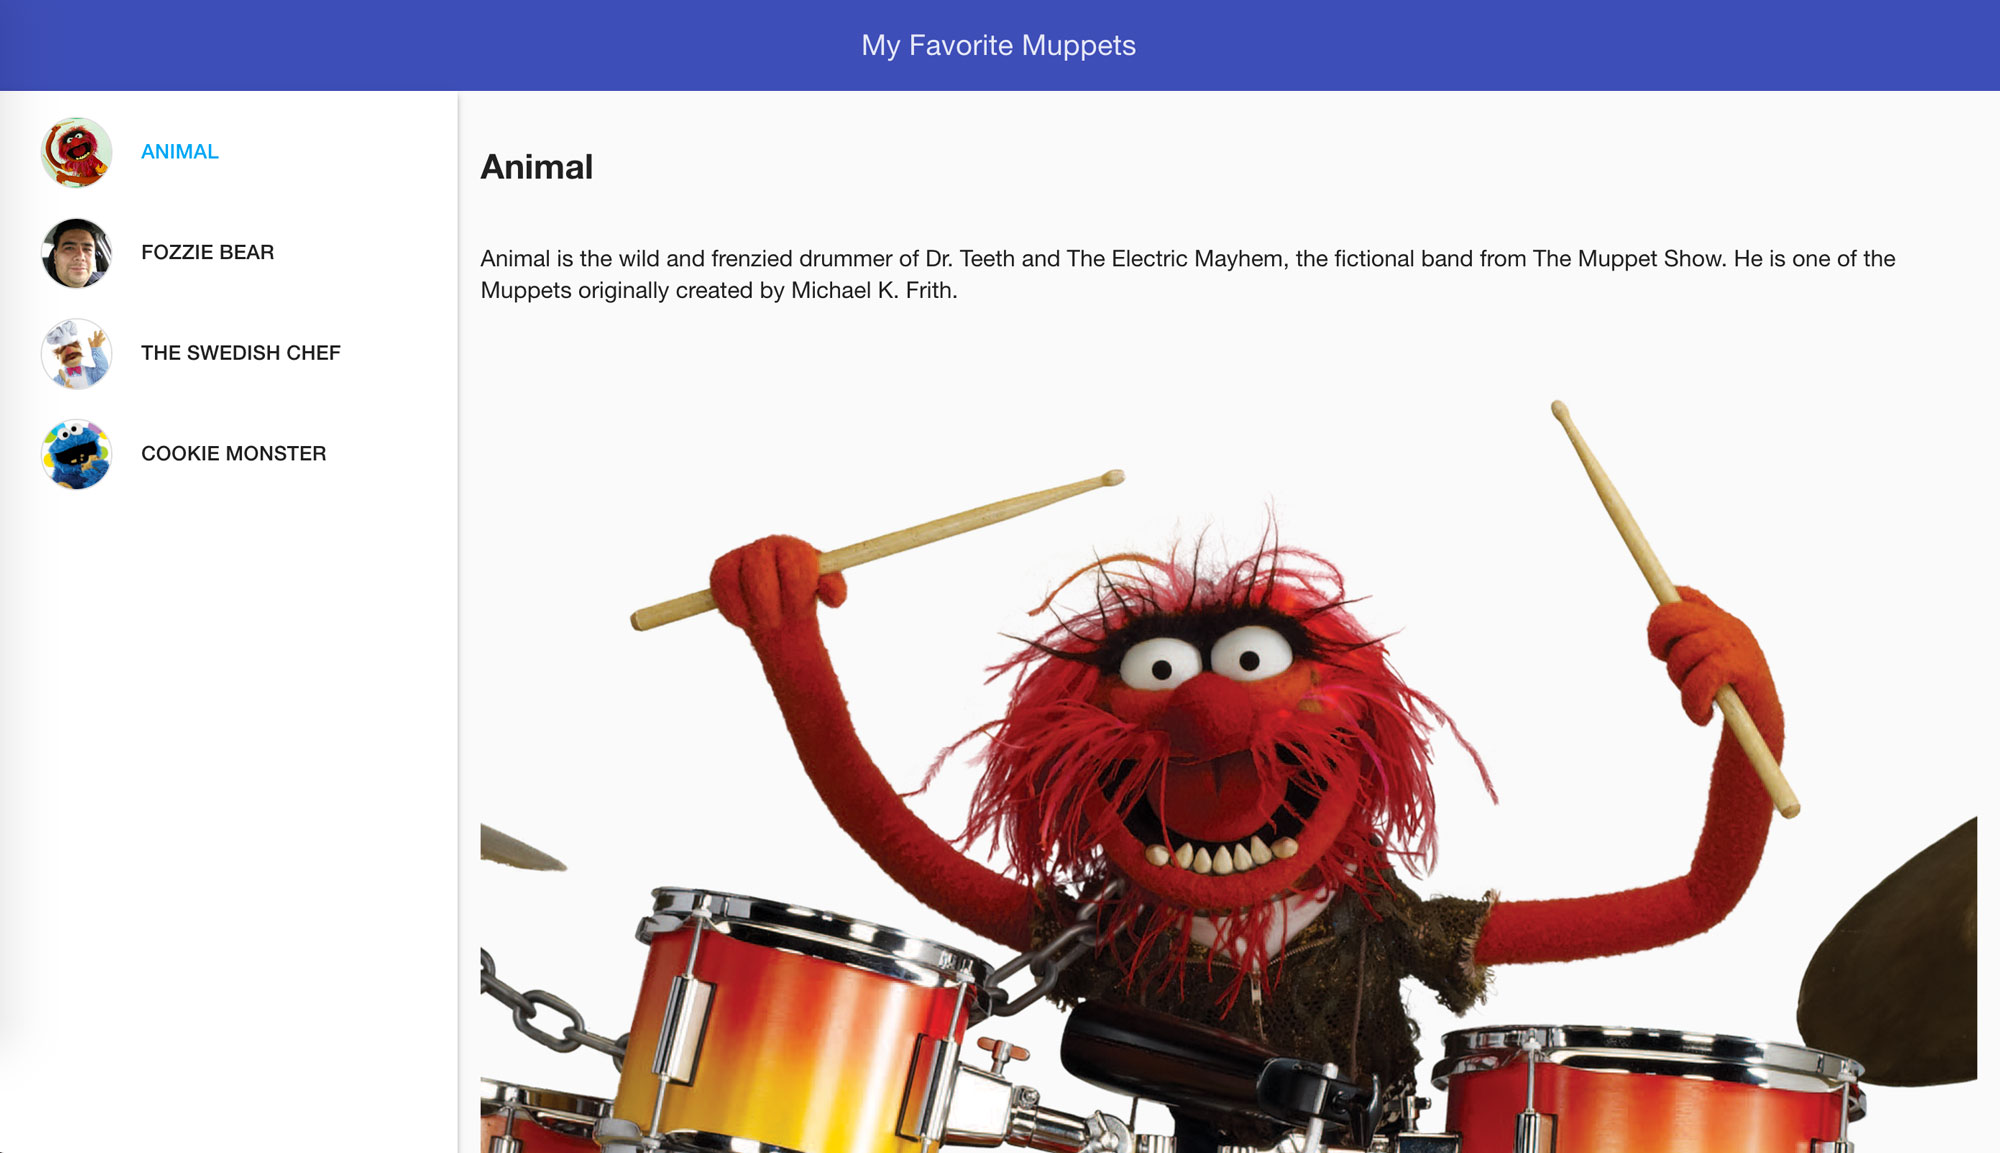 My Favorite Muppets
ANIMAL
FOZZIE BEAR
THE SWEDISH CHEF
COOKIE MONSTER
Animal
Animal is the wild and frenzied drummer of Dr. Teeth and The Electric Mayhem, the fictional band from The Muppet Show. He is one of the
Muppets originally created by Michael K. Frith.